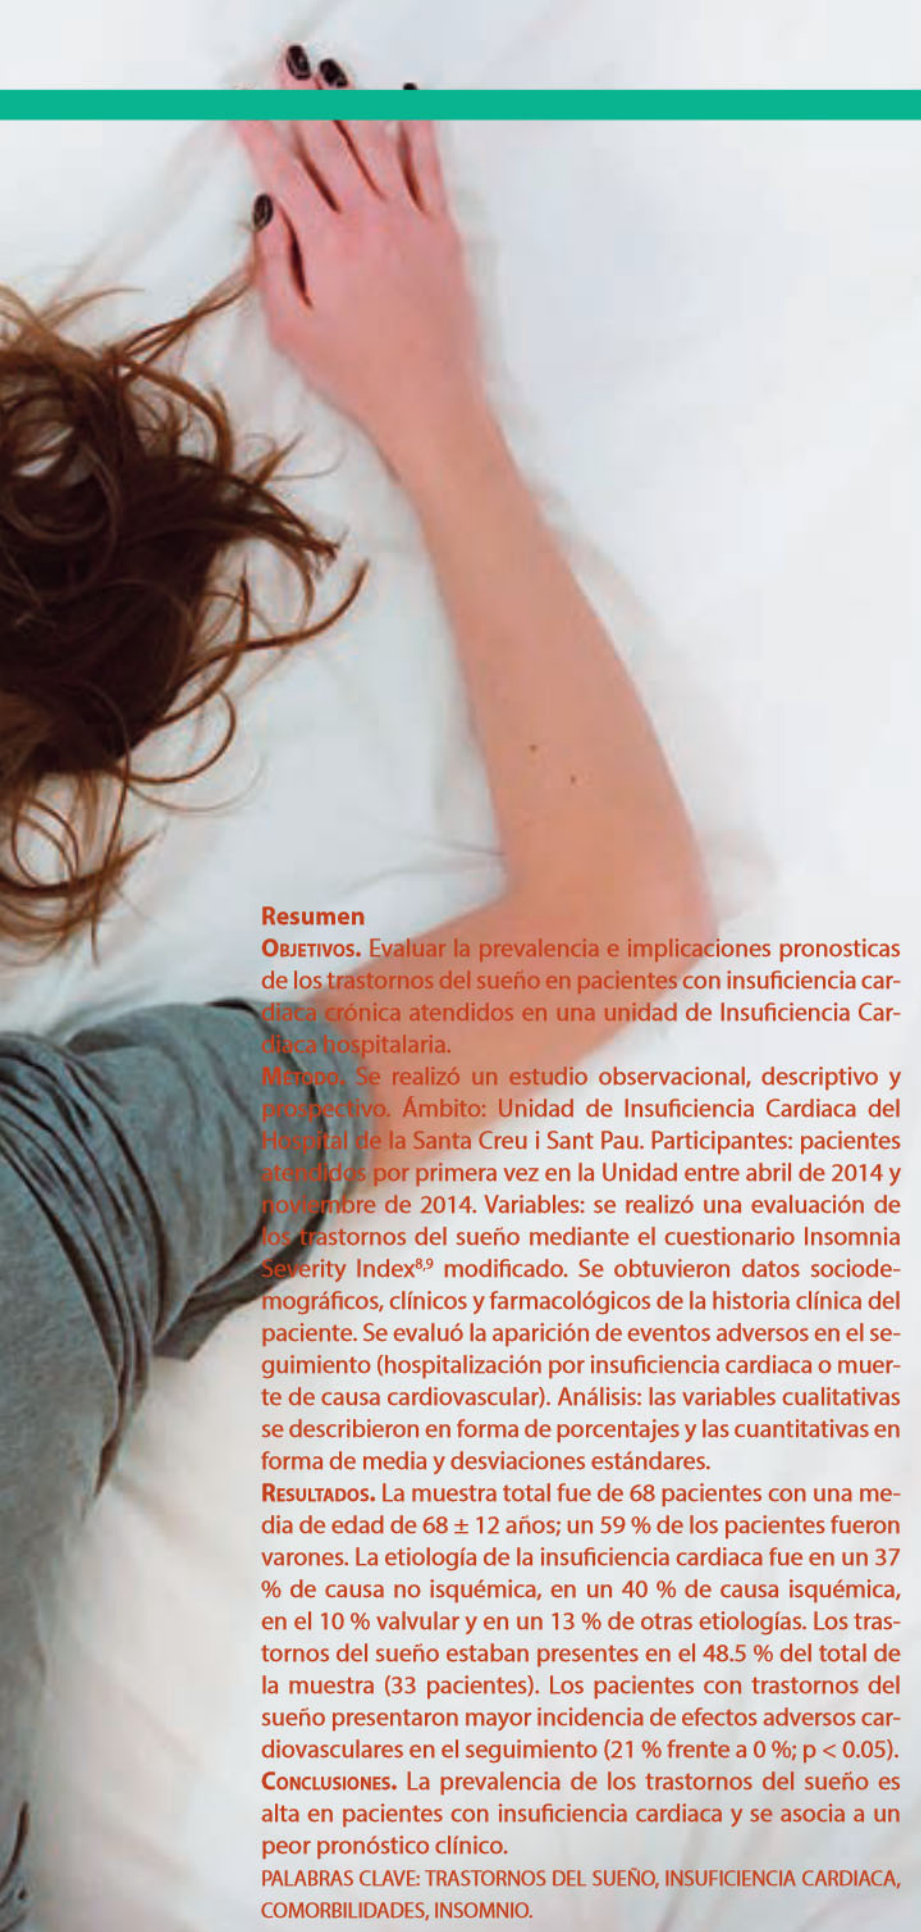 Resumen
OBJETIVOS. Evaluar la prevalencia e implicaciones pronosticas
de los trastornos del sueño en pacientes con insuficiencia car-
diaca crónica atendidos en una unidad de Insuficiencia Car-
diaca hospitalaria.
MÉTODO. Se realizó un estudio observacional, descriptivo y
prospectivo. Ámbito: Unidad de Insuficiencia Cardiaca del
Hospital de la Santa Creu i Sant Pau. Participantes: pacientes
atendidos por primera vez en la Unidad entre abril de 2014 y
noviembre de 2014. Variables: se realizó una evaluación de
los trastornos del sueño mediante el cuestionario Insomnia
Severity Index8,9 modificado. Se obtuvieron datos sociode-
mográficos, clínicos y farmacológicos de la historia clínica del
paciente. Se evaluó la aparición de eventos adversos en el se-
guimiento (hospitalización por insuficiencia cardiaca o muer-
te de causa cardiovascular). Análisis: las variables cualitativas
se describieron en forma de porcentajes y las cuantitativas en
forma de media y desviaciones estándares.
RESULTADOS. La muestra total fue de 68 pacientes con una me-
dia de edad de 68 ± 12 años; un 59 % de los pacientes fueron
varones. La etiología de la insuficiencia cardiaca fue en un 37
% de causa no isquémica, en un 40 % de causa isquémica,
en el 10 % valvular y en un 13 % de otras etiologías. Los tras-
tornos del sueño estaban presentes en el 48.5 % del total de
la muestra (33 pacientes). Los pacientes con trastornos del
sueño presentaron mayor incidencia de efectos adversos car-
diovasculares en el seguimiento (21 % frente a 0 %; p < 0.05).
CONCLUSIONES. La prevalencia de los trastornos del sueño es
alta en pacientes con insuficiencia cardiaca y se asocia a un
peor pronóstico clínico.
PALABRAS CLAVE: TRASTORNOS DEL SUEÑO, INSUFICIENCIA CARDIACA,
COMORBILIDADES, INSOMNIO.